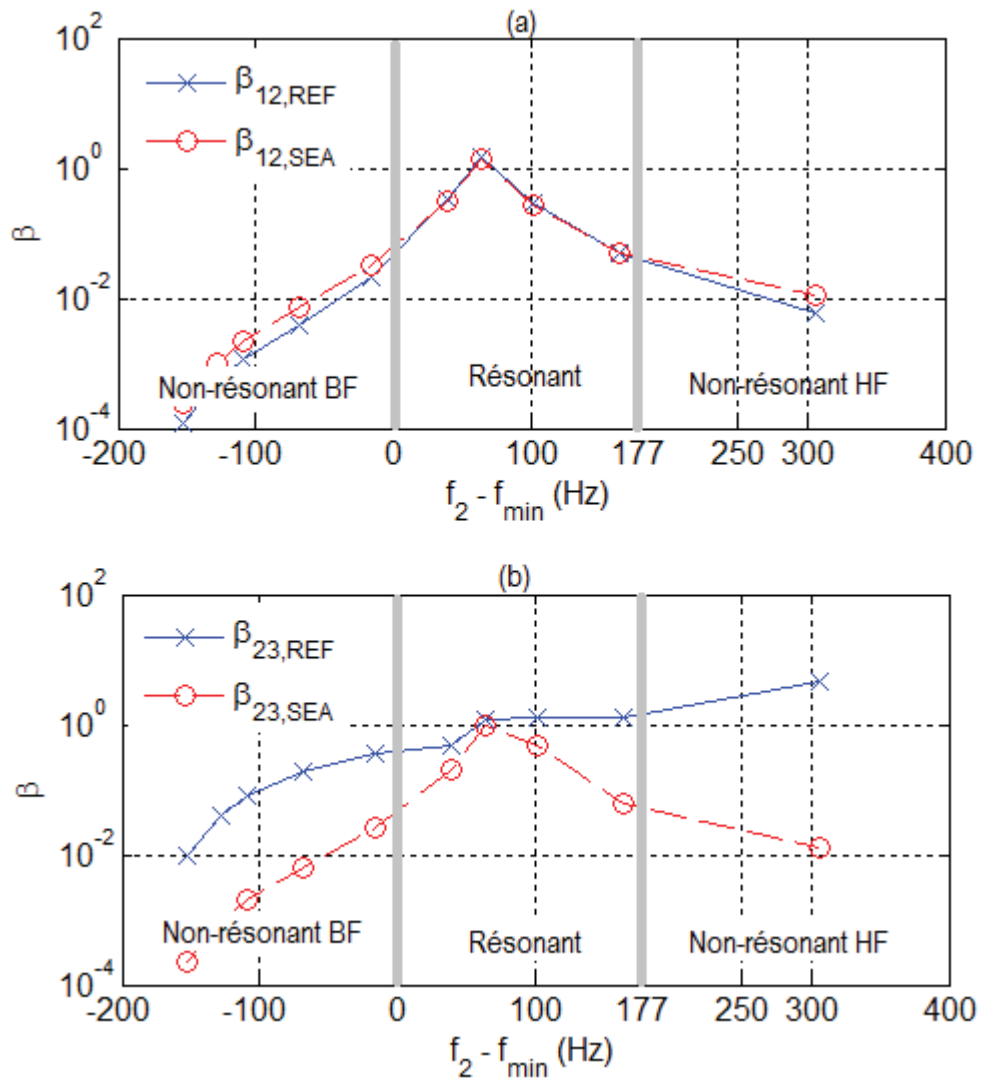 (a)
10^2
β_12,REF
β_12,SEA
10^0
β
10^-2
Non-résonant BF
Résonant
Non-résonant HF
10^-4
-200 -100 0 100 177 250 300 400
f_2 - f_min (Hz)
(b)
10^2
β_23,REF
β_23,SEA
10^0
β
10^-2
Non-résonant BF
Résonant
Non-résonant HF
10^-4
-200 -100 0 100 177 250 300 400
f_2 - f_min (Hz)